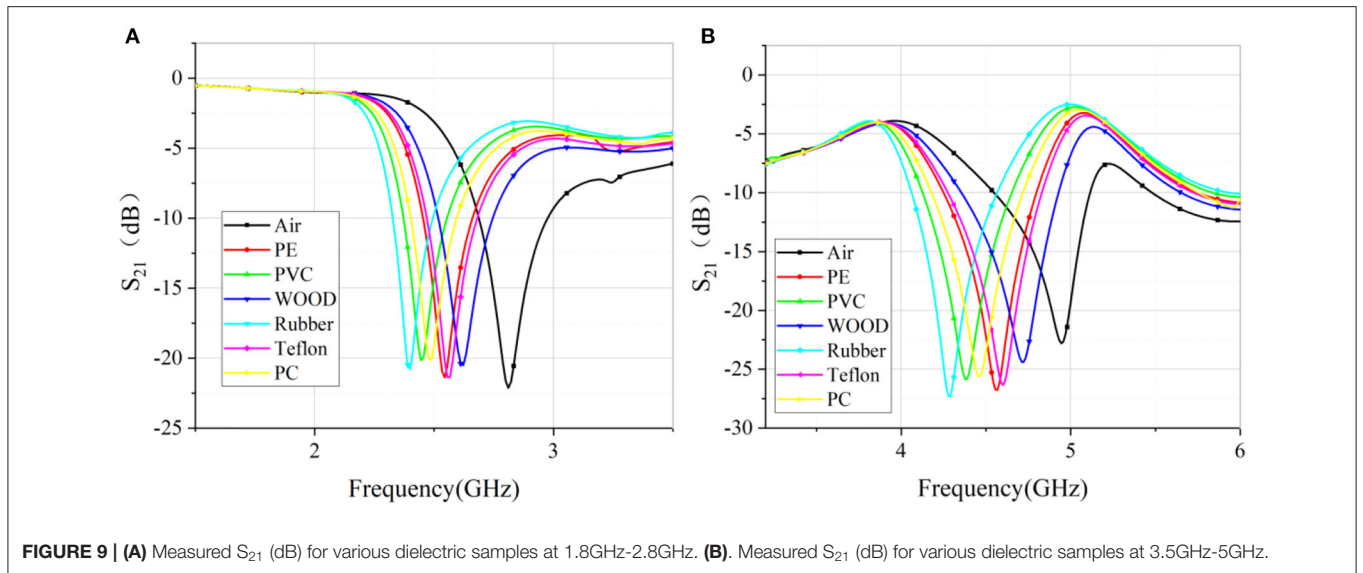 A
0
-5
-10
-15
-20
-25
S21 (dB)
Air
PE
PVC
WOOD
Rubber
Teflon
PC
2
3
Frequency(GHz)
B
0
-5
-10
-15
-20
-25
-30
S21 (dB)
Air
PE
PVC
WOOD
Rubber
Teflon
PC
4
5
6
Frequency(GHz)
FIGURE 9 | (A) Measured S21 (dB) for various dielectric samples at 1.8GHz-2.8GHz. (B). Measured S21 (dB) for various dielectric samples at 3.5GHz-5GHz.